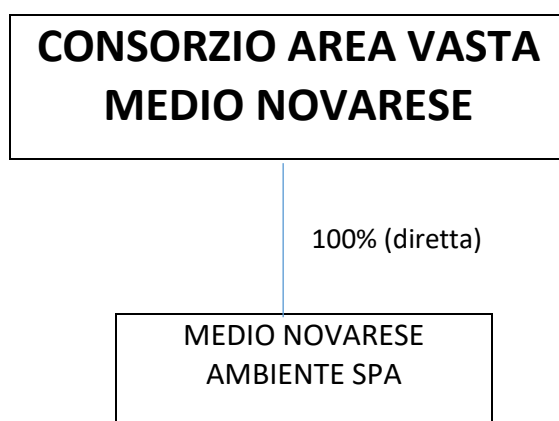 CONSORZIO AREA VASTA
MEDIO NOVARESE
100% (diretta)
MEDIO NOVARESE
AMBIENTE SPA